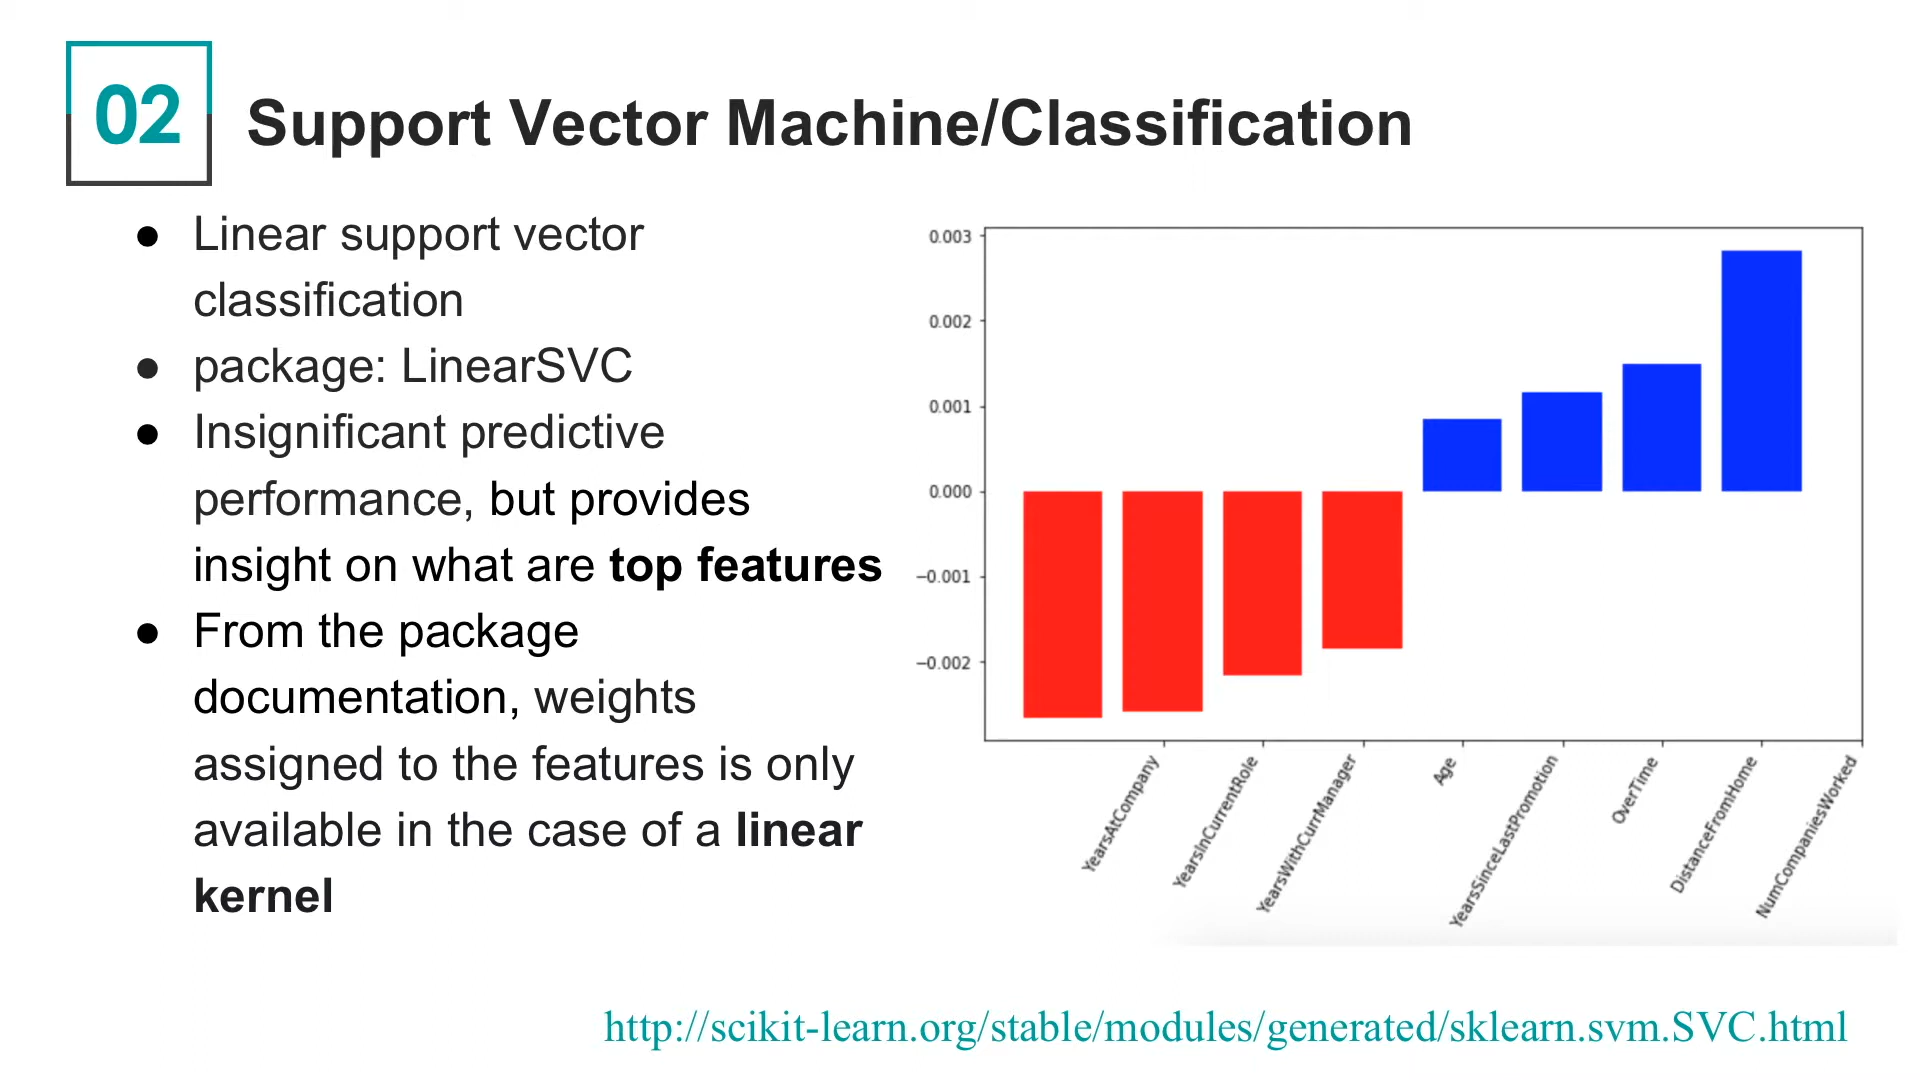 02
Support Vector Machine/Classification
● Linear support vector
classification
● package: LinearSVC
● Insignificant predictive
performance, but provides
insight on what are top features
● From the package
documentation, weights
assigned to the features is only
available in the case of a linear
kernel
0.003
0.002
0.001
0.000
−0.001
−0.002
YearsAtCompany
YearsInCurrentRole
YearsWithCurrManager
Age
YearsSinceLastPromotion
OverTime
DistanceFromHome
NumCompaniesWorked
http://scikit-learn.org/stable/modules/generated/sklearn.svm.SVC.html